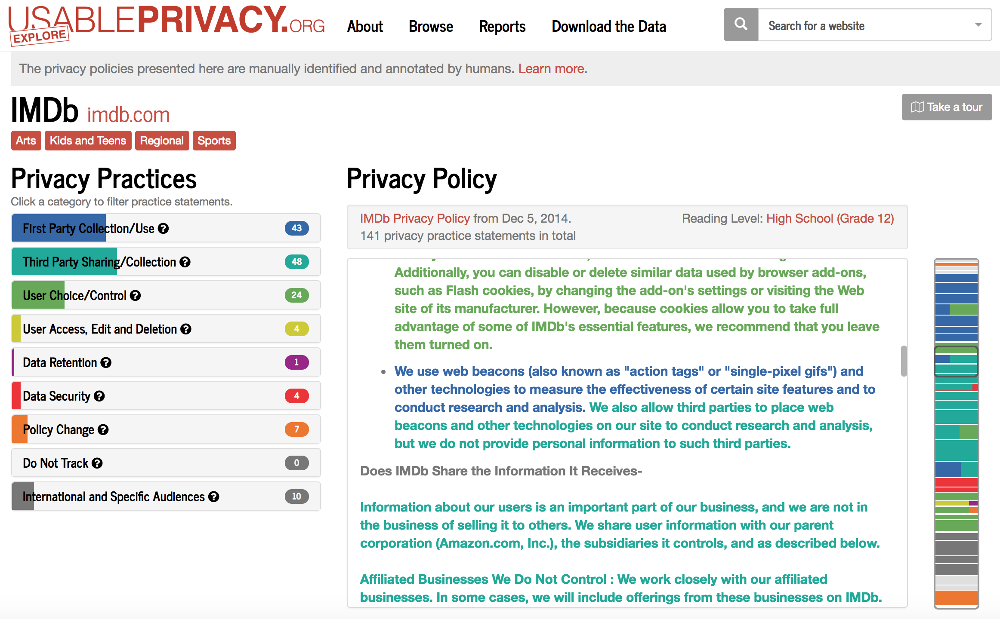 USABLEPRIVACY.ORG
EXPLORE
About
Browse
Reports
Download the Data
Search for a website
The privacy policies presented here are manually identified and annotated by humans. Learn more.
IMDb imdb.com
Take a tour
Arts
Kids and Teens
Regional
Sports
Privacy Practices
Click a category to filter practice statements.
First Party Collection/Use ? 43
Third Party Sharing/Collection ? 48
User Choice/Control ? 24
User Access, Edit and Deletion ? 4
Data Retention ? 1
Data Security ? 4
Policy Change ? 7
Do Not Track ? 0
International and Specific Audiences ? 10
Privacy Policy
IMDb Privacy Policy from Dec 5, 2014.
Reading Level: High School (Grade 12)
141 privacy practice statements in total
Additionally, you can disable or delete similar data used by browser add-ons,
such as Flash cookies, by changing the add-on's settings or visiting the Web
site of its manufacturer. However, because cookies allow you to take full
advantage of some of IMDb's essential features, we recommend that you leave
them turned on.
• We use web beacons (also known as "action tags" or "single-pixel gifs") and
other technologies to measure the effectiveness of certain site features and to
conduct research and analysis. We also allow third parties to place web
beacons and other technologies on our site to conduct research and analysis,
but we do not provide personal information to such third parties.
Does IMDb Share the Information It Receives-
Information about our users is an important part of our business, and we are not in
the business of selling it to others. We share user information with our parent
corporation (Amazon.com, Inc.), the subsidiaries it controls, and as described below.
Affiliated Businesses We Do Not Control : We work closely with our affiliated
businesses. In some cases, we will include offerings from these businesses on IMDb.